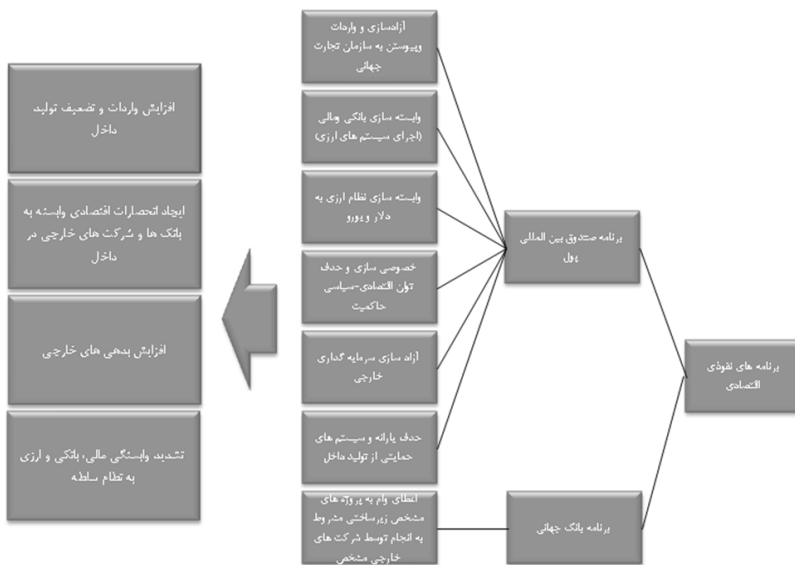 برنامه های نفوذی
اقتصادی
برنامه صندوق بین المللی
پول
برنامه بانک جهانی
آزادسازی و واردات
وپیوستن به سازمان تجارت
جهانی
وابسته سازی بانکی ومالی
(اجرای سیستم های ارزی)
وابسته سازی نظام ارزی به
دلار و یورو
خصوصی سازی و حذف
توان اقتصادی-سیاسی
حاکمیت
آزاد سازی سرمایه گذاری
خارجی
حذف یارانه و سیستم های
حمایتی از تولید داخل
اعطای وام به پروژه های
مشخص زیرساختی مشروط
به انجام توسط شرکت های
خارجی مشخص
افزایش واردات و تضعیف تولید
داخل
ایجاد انحصارات اقتصادی وابسته به
بانک ها و شرکت های خارجی در
داخل
افزایش بدهی های خارجی
تشدید وابستگی مالی، بانکی و ارزی
به نظام سلطه